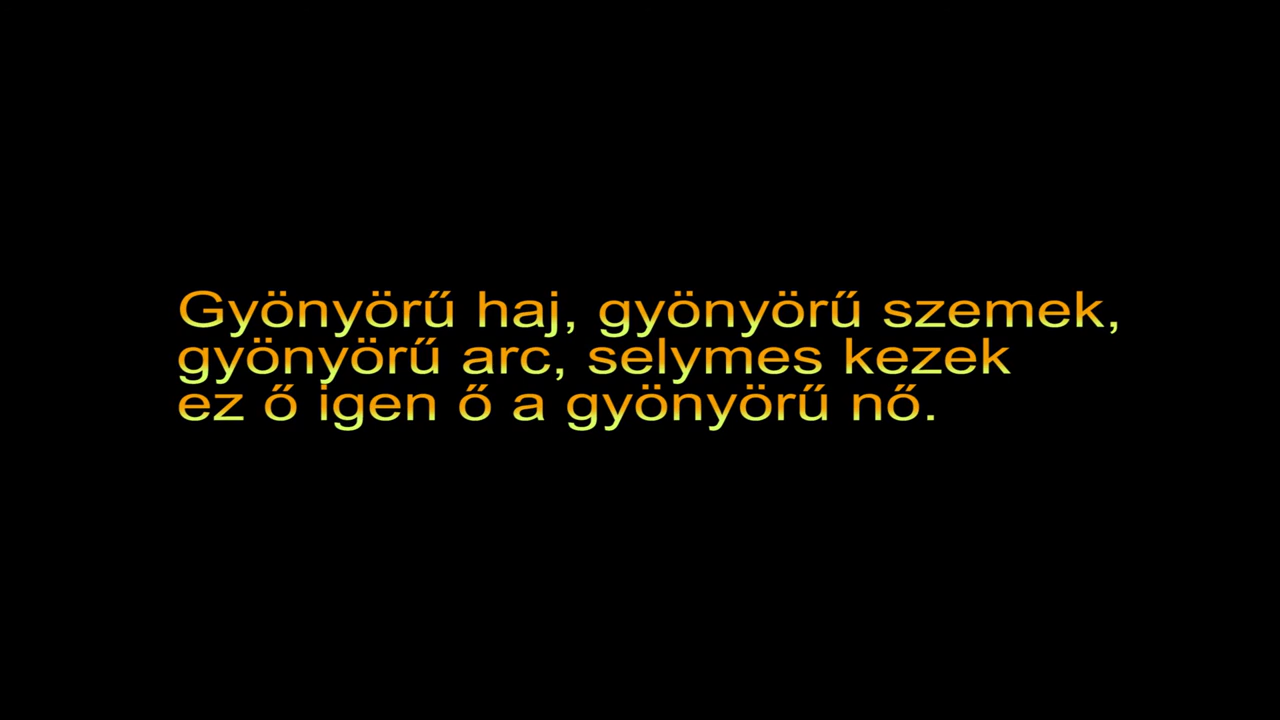 Gyönyörű haj, gyönyörű szemek,
gyönyörű arc, selymes kezek
ez ő igen ő a gyönyörű nő.